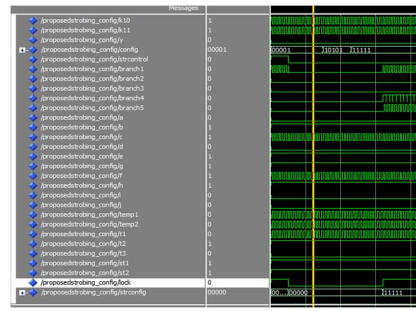 Messages
/proposedstrobing_config/k10 1
/proposedstrobing_config/k11 1
/proposedstrobing_config/y 0
/proposedstrobing_config/config 00001 00001 10101 11111
/proposedstrobing_config/strcontrol 0
/proposedstrobing_config/branch1 0
/proposedstrobing_config/branch2 0
/proposedstrobing_config/branch3 0
/proposedstrobing_config/branch4 0
/proposedstrobing_config/branch5 0
/proposedstrobing_config/a 0
/proposedstrobing_config/b 1
/proposedstrobing_config/c 1
/proposedstrobing_config/d 0
/proposedstrobing_config/e 1
/proposedstrobing_config/g 1
/proposedstrobing_config/f 1
/proposedstrobing_config/h 1
/proposedstrobing_config/i 0
/proposedstrobing_config/j 0
/proposedstrobing_config/temp1 0
/proposedstrobing_config/temp2 0
/proposedstrobing_config/t1 0
/proposedstrobing_config/t2 1
/proposedstrobing_config/t3 0
/proposedstrobing_config/st1 1
/proposedstrobing_config/st2 1
/proposedstrobing_config/lock 0
/proposedstrobing_config/strconfig 00000 00... 00000 11111